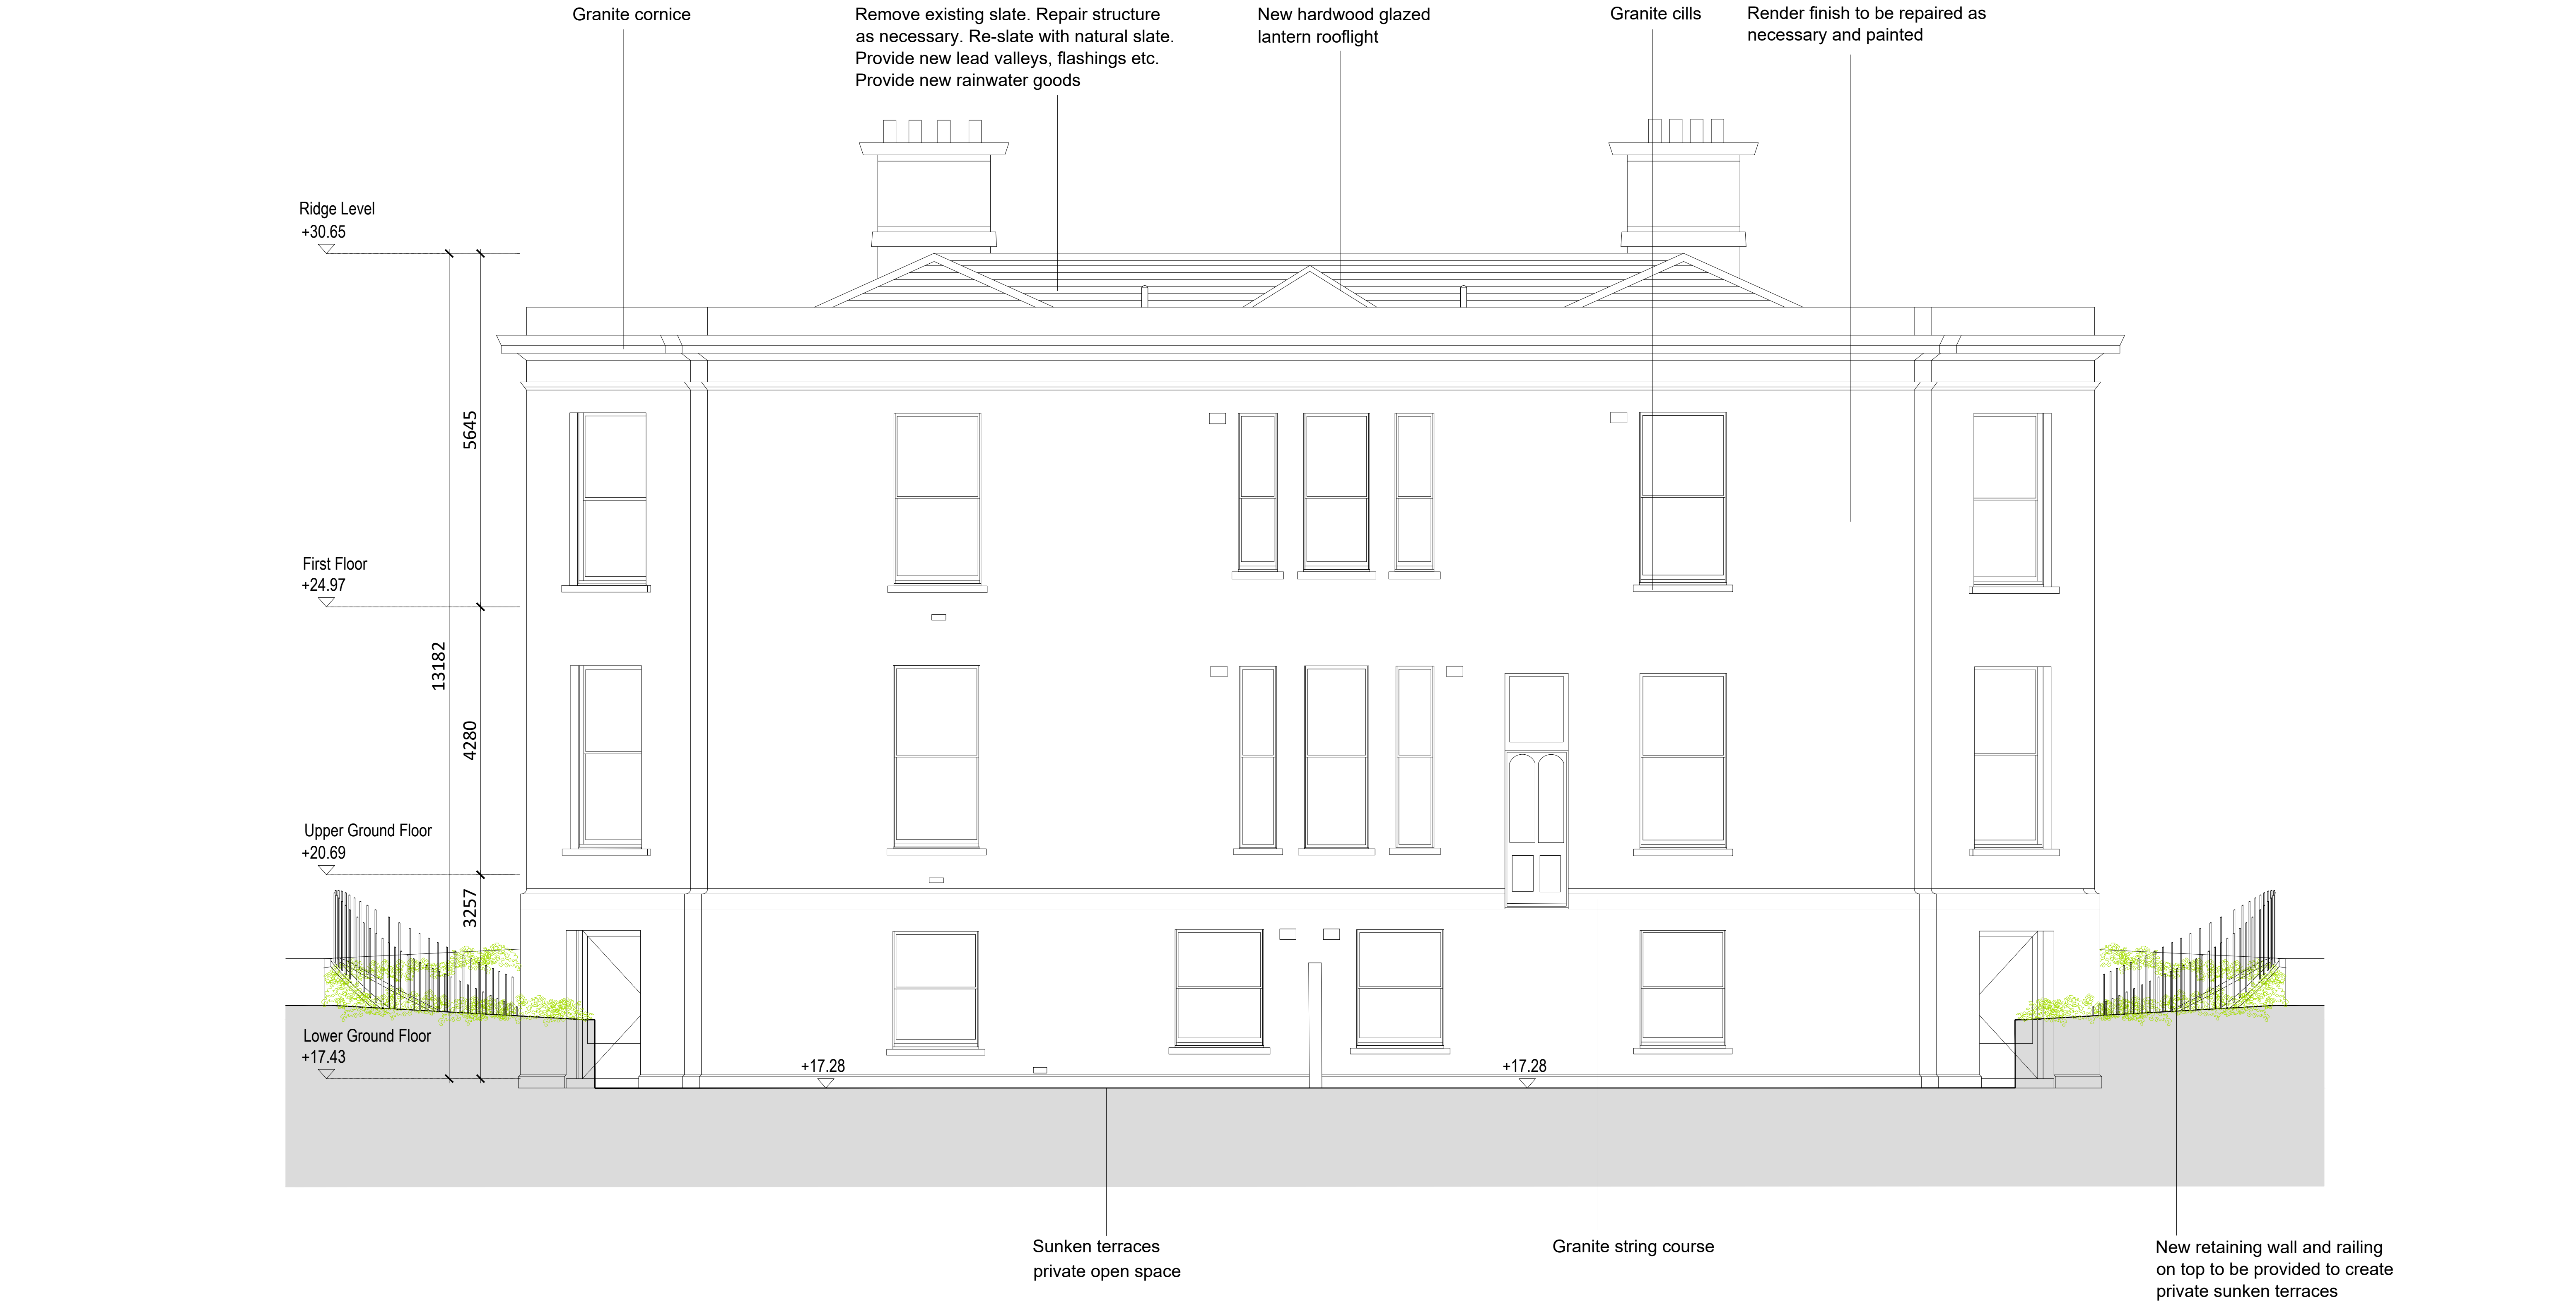 Granite cornice
Remove existing slate. Repair structure
as necessary. Re-slate with natural slate.
Provide new lead valleys, flashings etc.
Provide new rainwater goods
New hardwood glazed
lantern rooflight
Granite cills
Render finish to be repaired as
necessary and painted
Ridge Level
+30.65
5645
First Floor
+24.97
13182
4280
Upper Ground Floor
+20.69
3257
Lower Ground Floor
+17.43
+17.28
+17.28
Sunken terraces
private open space
Granite string course
New retaining wall and railing
on top to be provided to create
private sunken terraces